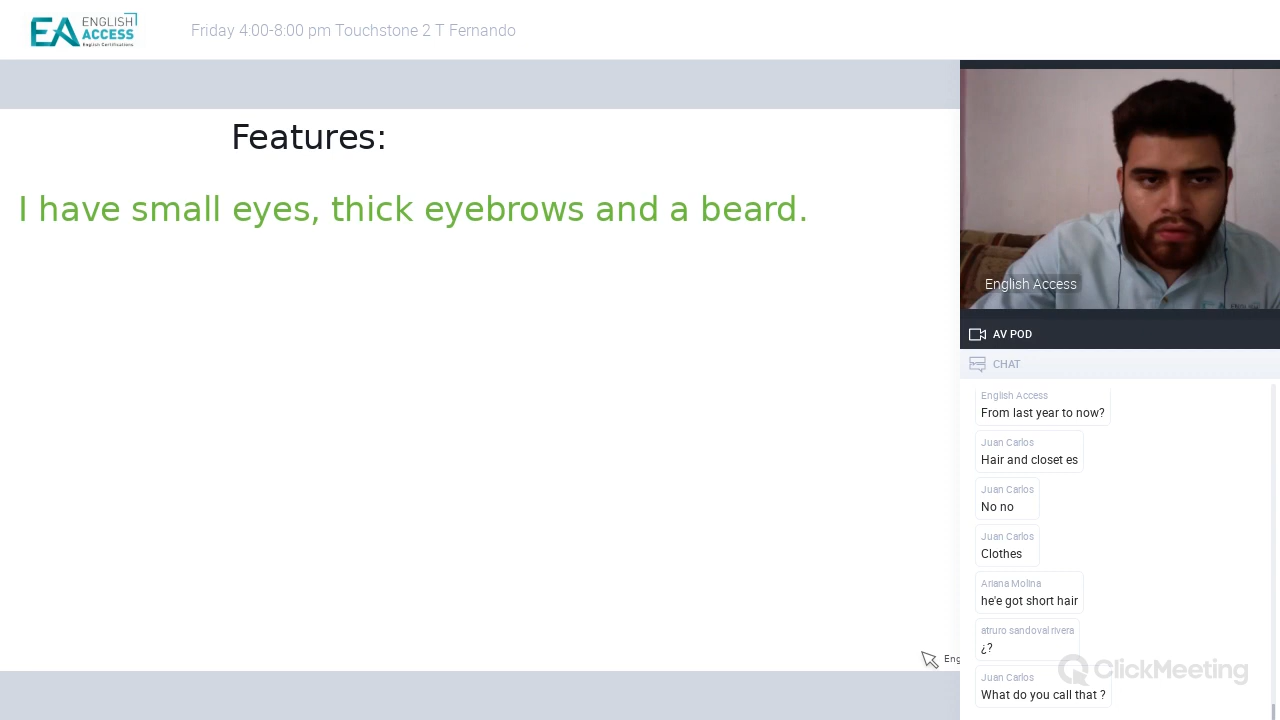 EA ENGLISH
ACCESS
English Certifications
Friday 4:00-8:00 pm Touchstone 2 T Fernando
Features:
I have small eyes, thick eyebrows and a beard.
English Access
AV POD
CHAT
English Access
From last year to now?
Juan Carlos
Hair and closet es
Juan Carlos
No no
Juan Carlos
Clothes
Ariana Molina
he'e got short hair
atruro sandoval rivera
¿?
Juan Carlos
What do you call that ?
Eng
ClickMeeting